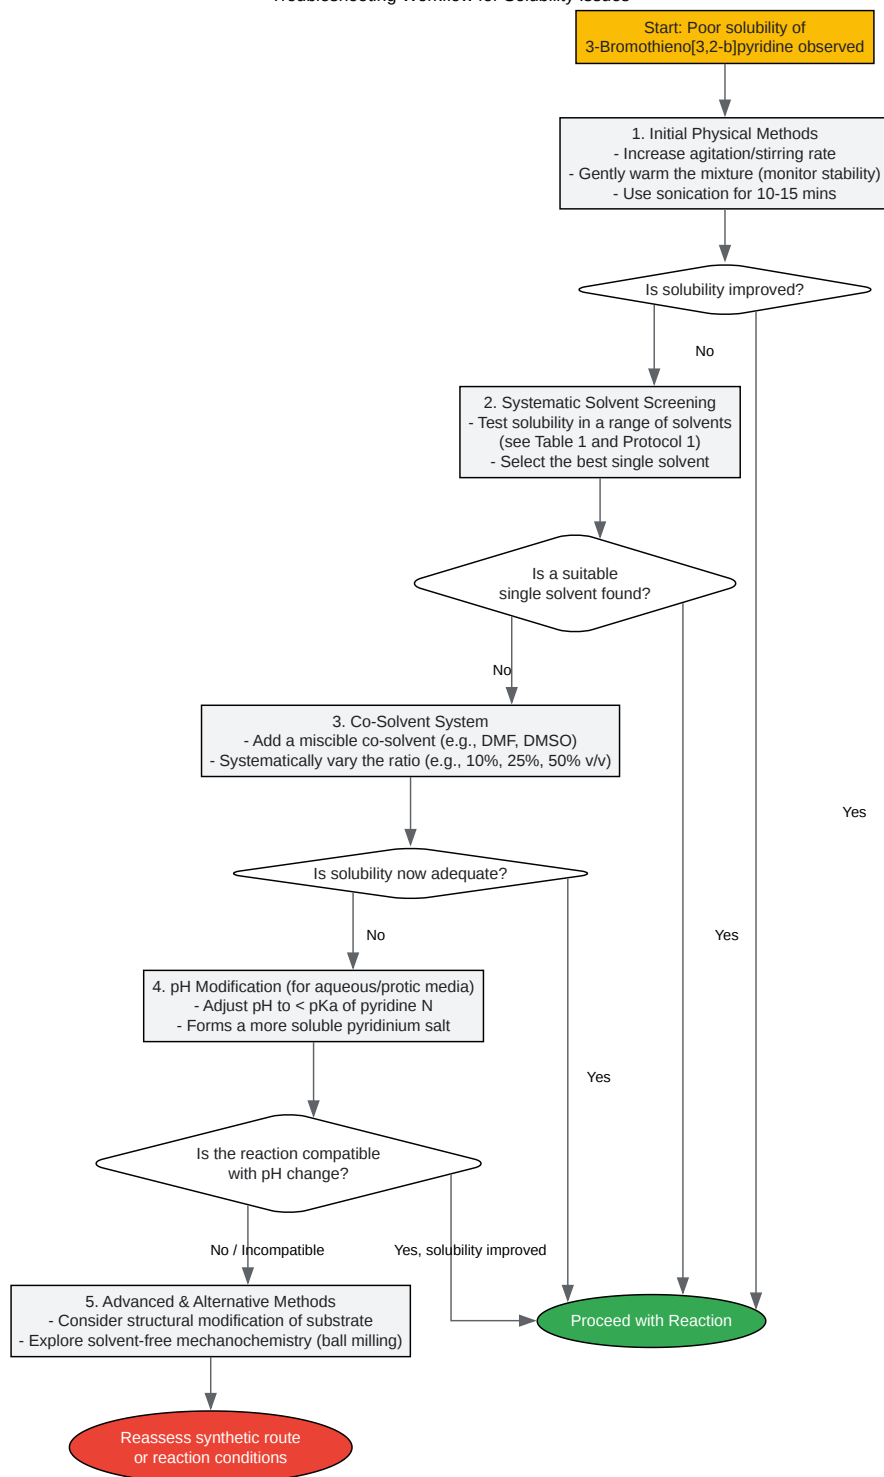 Troubleshooting Workflow for Solubility Issues
Start: Poor solubility of
3-Bromothieno[3,2-b]pyridine observed
1. Initial Physical Methods
- Increase agitation/stirring rate
- Gently warm the mixture (monitor stability)
- Use sonication for 10-15 mins
Is solubility improved?
No
2. Systematic Solvent Screening
- Test solubility in a range of solvents
(see Table 1 and Protocol 1)
- Select the best single solvent
Is a suitable
single solvent found?
No
3. Co-Solvent System
- Add a miscible co-solvent (e.g., DMF, DMSO)
- Systematically vary the ratio (e.g., 10%, 25%, 50% v/v)
Yes
Is solubility now adequate?
No
Yes
4. pH Modification (for aqueous/protic media)
- Adjust pH to < pKa of pyridine N
- Forms a more soluble pyridinium salt
Yes
Is the reaction compatible
with pH change?
No / Incompatible
Yes, solubility improved
5. Advanced & Alternative Methods
- Consider structural modification of substrate
- Explore solvent-free mechanochemistry (ball milling)
Proceed with Reaction
Reassess synthetic route
or reaction conditions